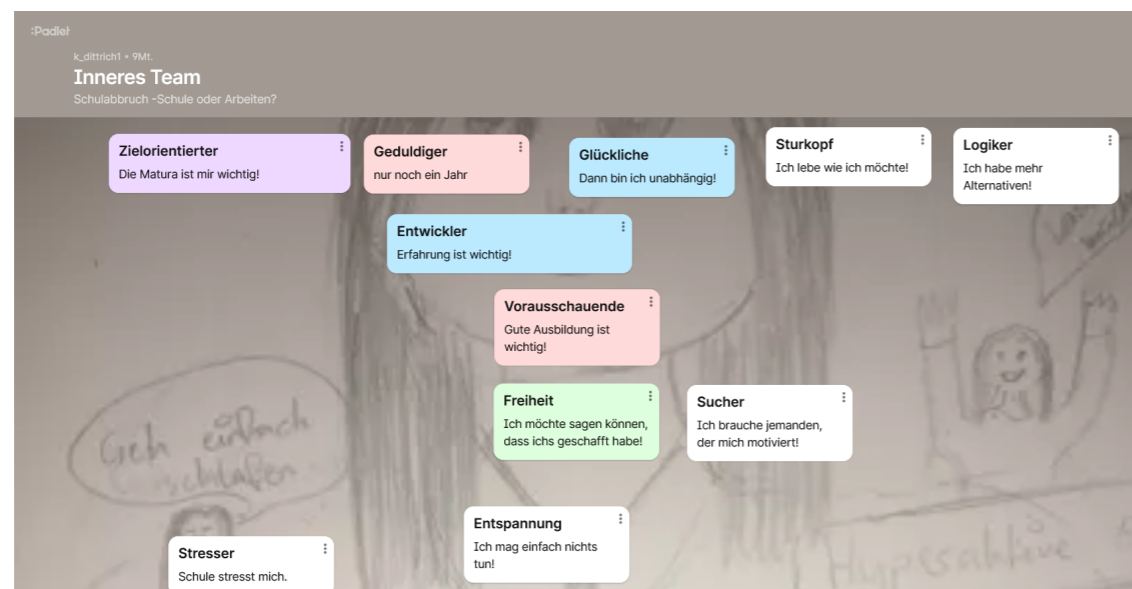 :Padlet
k_dittrich1 • 9Mt.
Inneres Team
Schulabbruch -Schule oder Arbeiten?
Zielorientierter
Die Matura ist mir wichtig!
Geduldiger
nur noch ein Jahr
Glückliche
Dann bin ich unabhängig!
Sturkopf
Ich lebe wie ich möchte!
Logiker
Ich habe mehr
Alternativen!
Entwickler
Erfahrung ist wichtig!
Vorausschauende
Gute Ausbildung ist
wichtig!
Freiheit
Ich möchte sagen können,
dass ichs geschafft habe!
Sucher
Ich brauche jemanden,
der mich motiviert!
Geh einfach
schlafen
Entspannung
Ich mag einfach nichts
tun!
Stresser
Schule stresst mich.